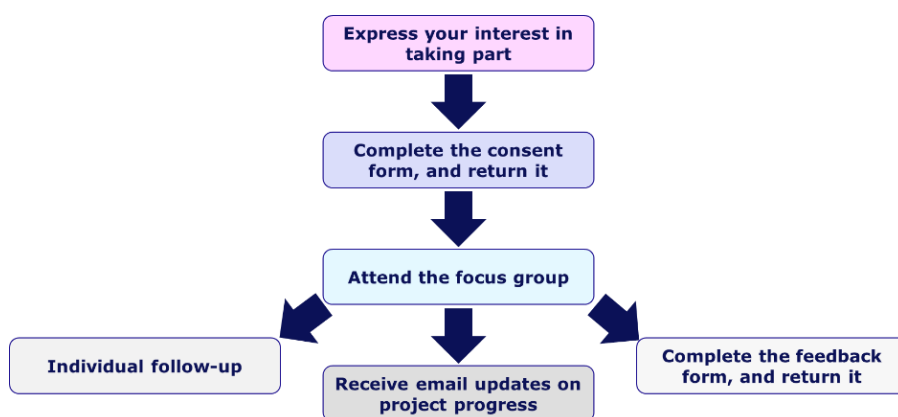 Express your interest in
taking part
Complete the consent
form, and return it
Attend the focus group
Individual follow-up
Receive email updates on
project progress
Complete the feedback
form, and return it